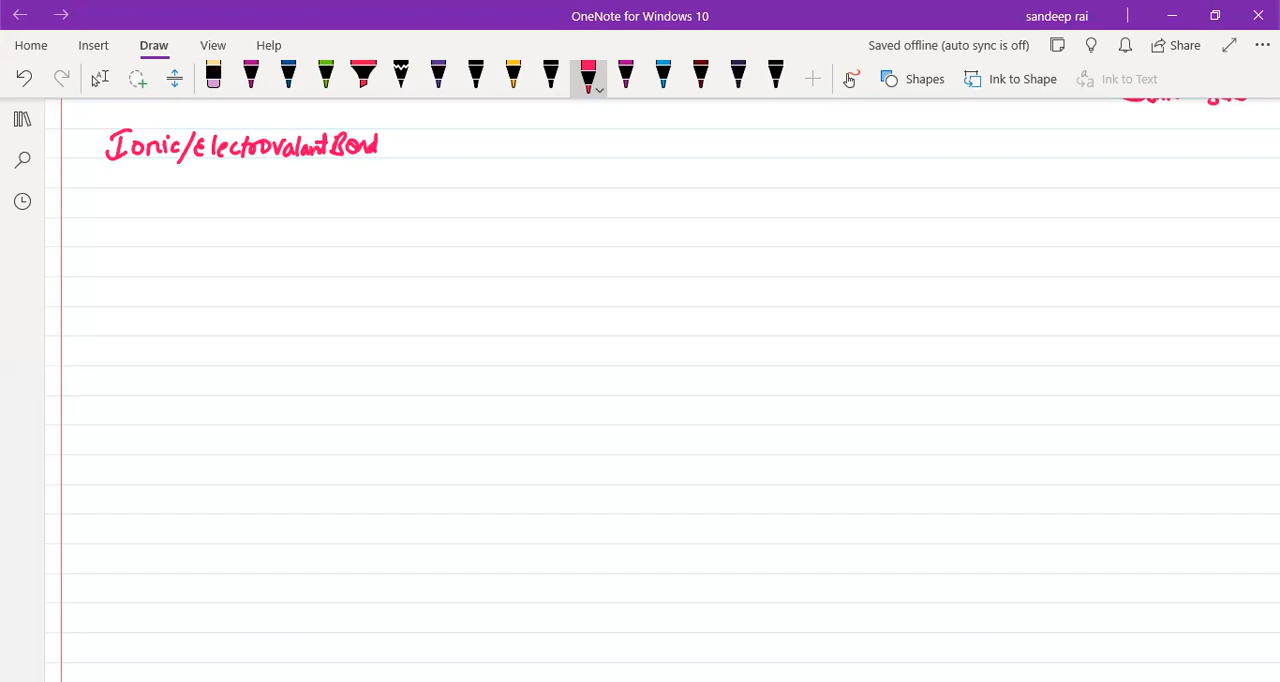 OneNote for Windows 10
sandeep rai
Home Insert Draw View Help
Saved offline (auto sync is off)
Share
Shapes
Ink to Shape
Ink to Text
Ionic/Electrovalant Bond